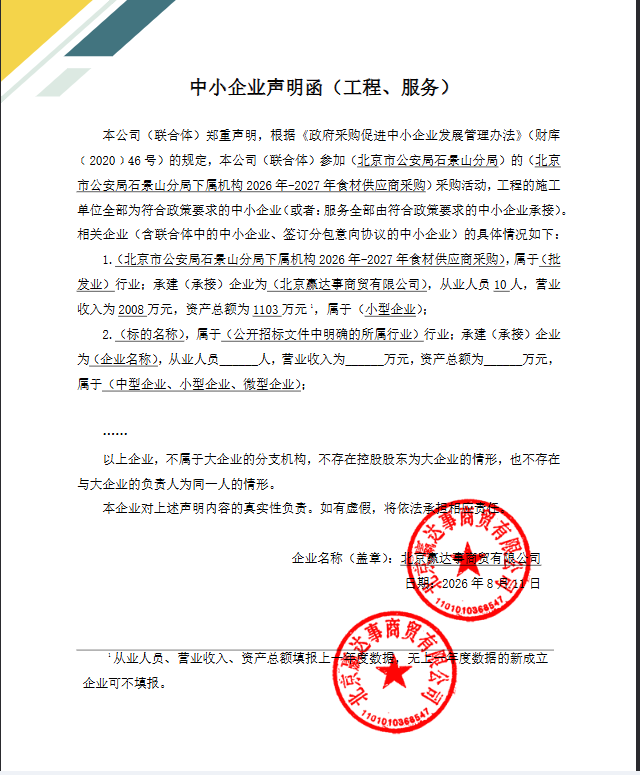 中小企业声明函（工程、服务）
本公司（联合体）郑重声明，根据《政府采购促进中小企业发展管理办法》（财库
﹝2020﹞46 号）的规定，本公司（联合体）参加（北京市公安局石景山分局）的（北京
市公安局石景山分局下属机构 2026 年-2027 年食材供应商采购）采购活动，工程的施工
单位全部为符合政策要求的中小企业（或者：服务全部由符合政策要求的中小企业承接）。
相关企业（含联合体中的中小企业、签订分包意向协议的中小企业）的具体情况如下：
1.（北京市公安局石景山分局下属机构 2026 年-2027 年食材供应商采购），属于（批
发业）行业；承建（承接）企业为（北京赢达事商贸有限公司），从业人员 10 人，营业
收入为 2008 万元，资产总额为 1103 万元¹，属于（小型企业）；
2.（标的名称），属于（公开招标文件中明确的所属行业）行业；承建（承接）企业
为（企业名称），从业人员______人，营业收入为______万元，资产总额为______万元，
属于（中型企业、小型企业、微型企业）；
……
以上企业，不属于大企业的分支机构，不存在控股股东为大企业的情形，也不存在
与大企业的负责人为同一人的情形。
本企业对上述声明内容的真实性负责。如有虚假，将依法承担相应责任。
企业名称（盖章）：北京赢达事商贸有限公司
日期：2026 年 8 月 11 日
北京赢达事商贸有限公司
1101010368547
¹从业人员、营业收入、资产总额填报上一年度数据，无上一年度数据的新成立
企业可不填报。
北京赢达事商贸有限公司
1101010368547